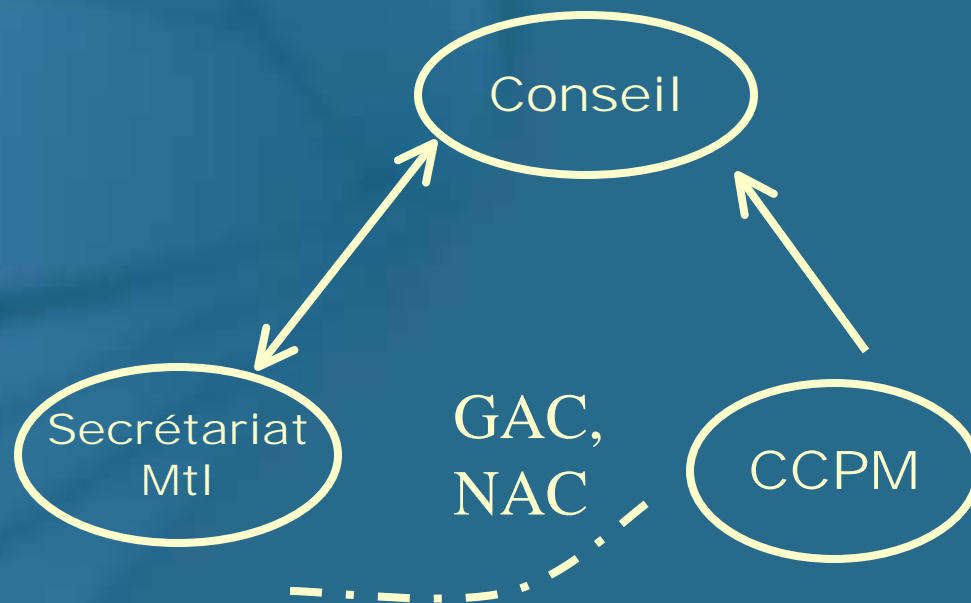 Conseil
Secrétariat
Mtl
GAC,
NAC
CCPM